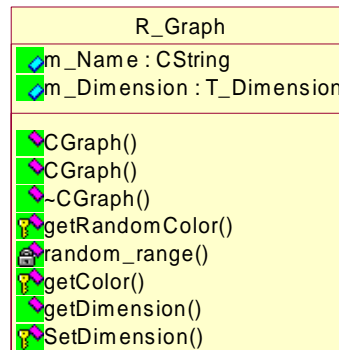 R_Graph
m_Name : CString
m_Dimension : T_Dimension
CGraph()
CGraph()
~CGraph()
getRandomColor()
random_range()
getColor()
getDimension()
SetDimension()